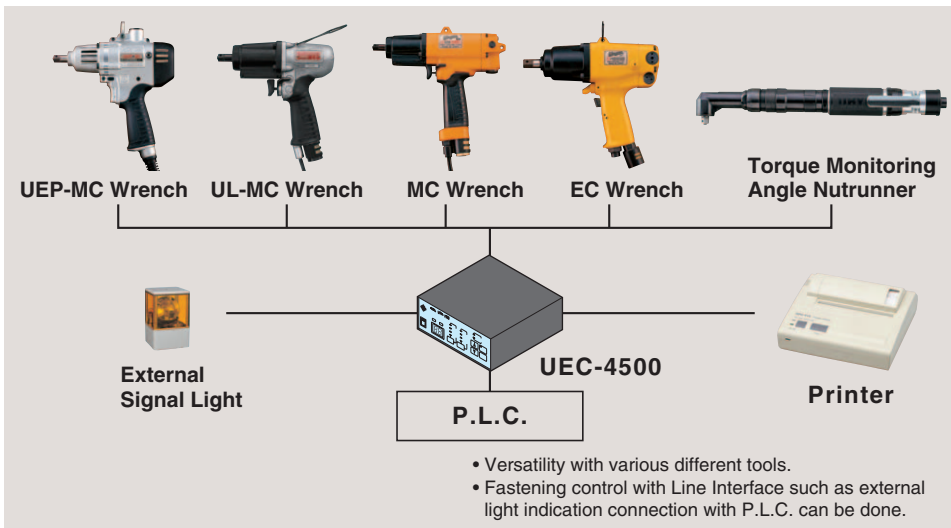 UEP-MC Wrench
UL-MC Wrench
MC Wrench
EC Wrench
Torque Monitoring
Angle Nutrunner
External
Signal Light
UEC-4500
Printer
P.L.C.
• Versatility with various different tools.
• Fastening control with Line Interface such as external
light indication connection with P.L.C. can be done.